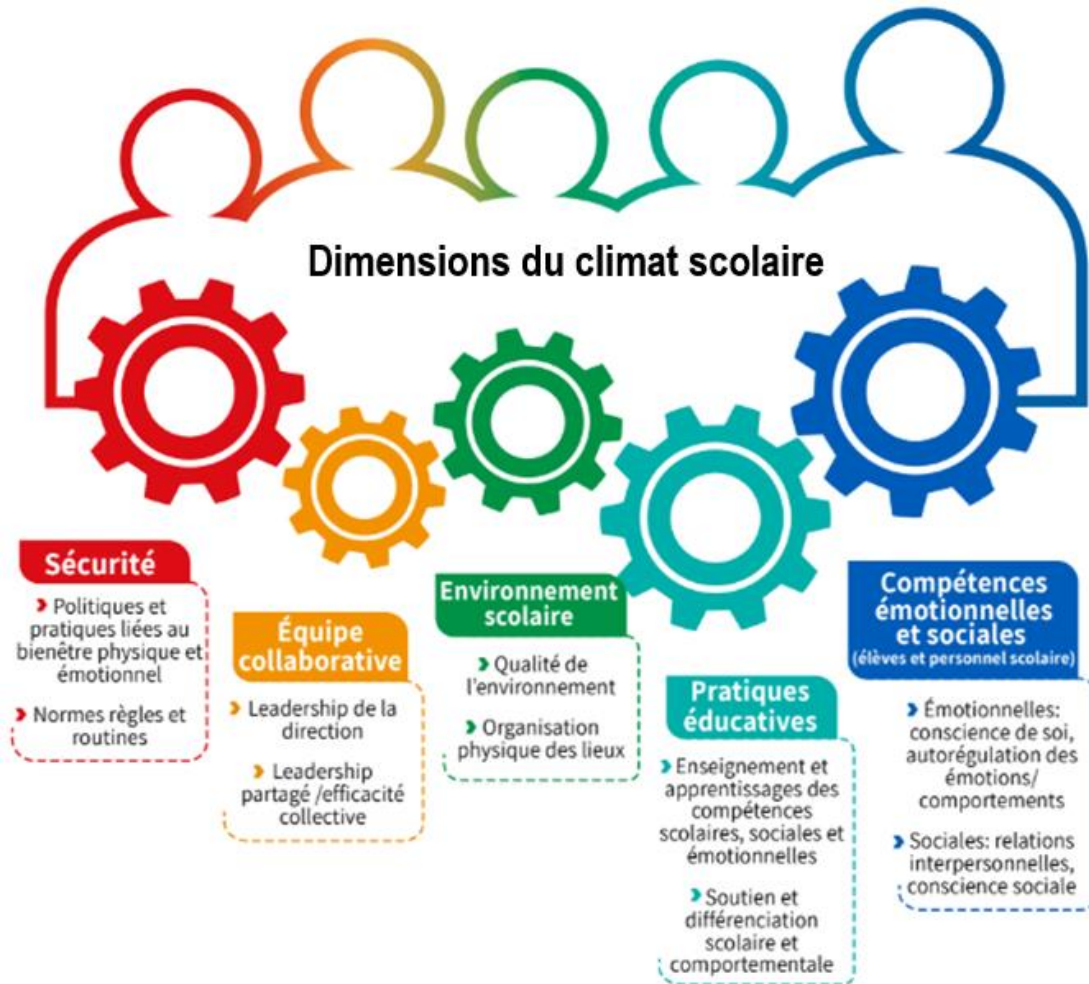 Dimensions du climat scolaire
Sécurité
› Politiques et
pratiques liées au
bienêtre physique et
émotionnel
› Normes règles et
routines
Équipe
collaborative
› Leadership de la
direction
› Leadership
partagé /efficacité
collective
Environnement
scolaire
› Qualité de
l'environnement
› Organisation
physique des lieux
Pratiques
éducatives
› Enseignement et
apprentissages des
compétences
scolaires, sociales et
émotionnelles
› Soutien et
différenciation
scolaire et
comportementale
Compétences
émotionnelles
et sociales
(élèves et personnel scolaire)
› Émotionnelles:
conscience de soi,
autorégulation des
émotions/
comportements
› Sociales: relations
interpersonnelles,
conscience sociale